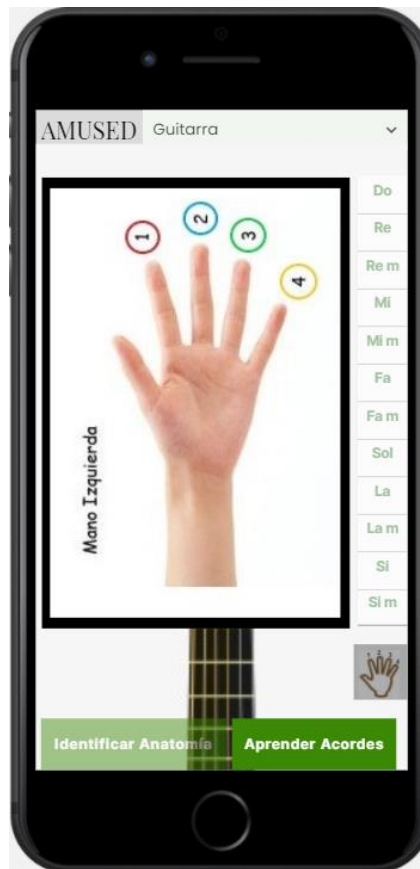 AMUSED Guitarra
1
2
3
4
Mano Izquierda
Do
Re
Re m
Mi
Mi m
Fa
Fa m
Sol
La
La m
Si
Si m
Identificar Anatomía
Aprender Acordes